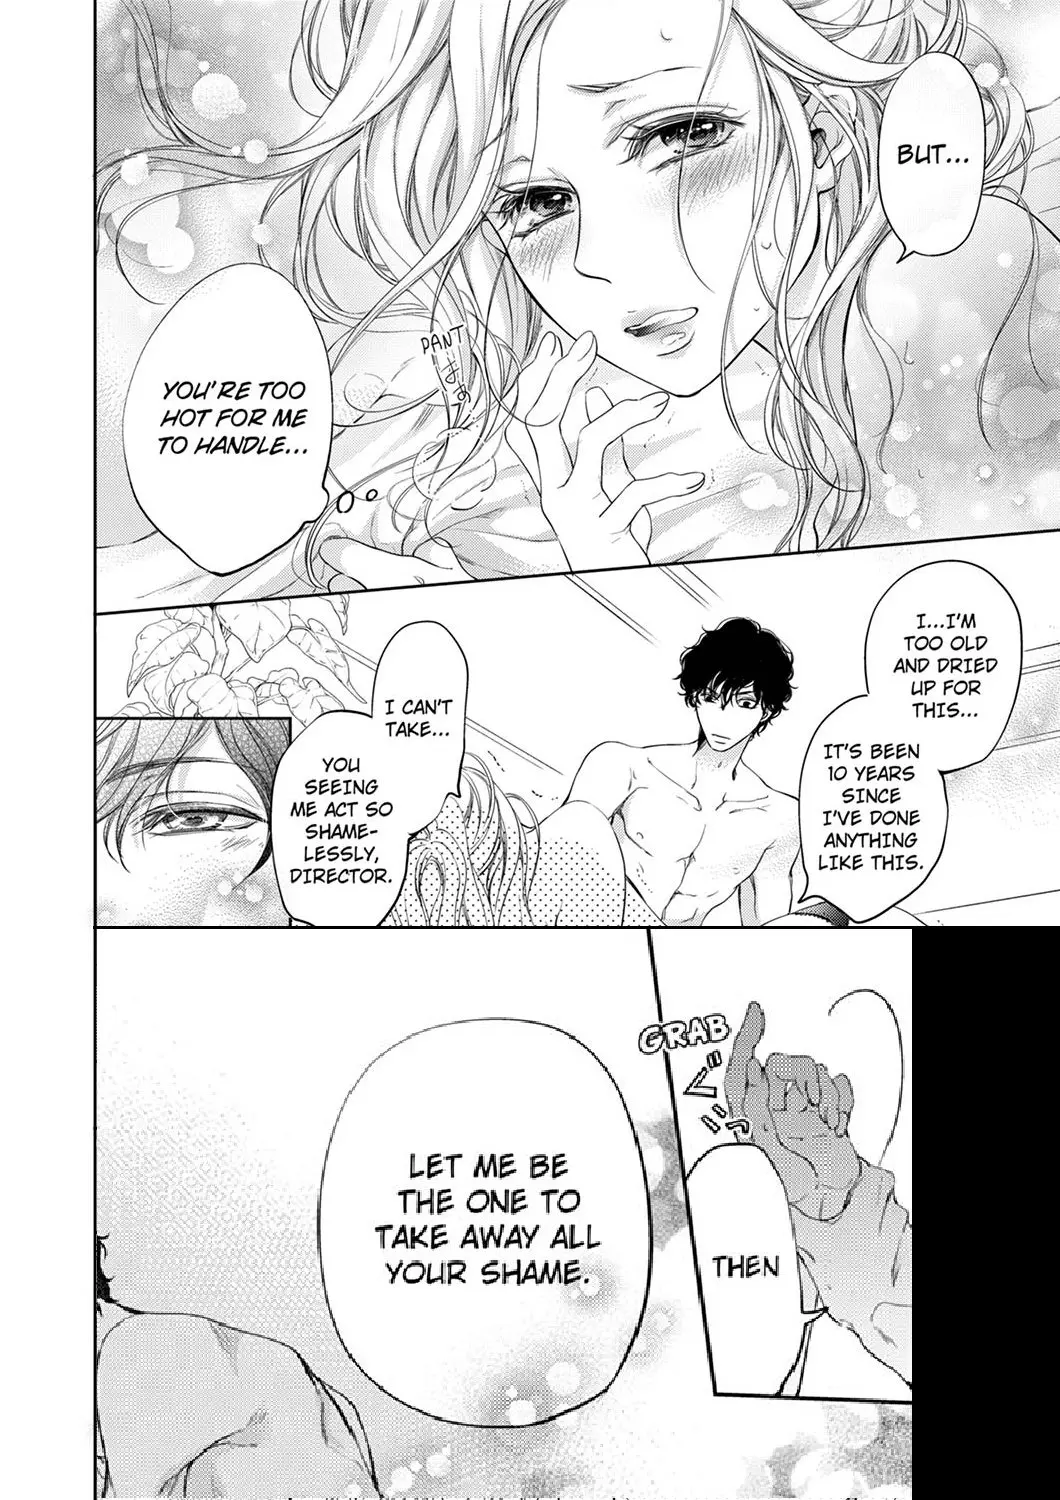 BUT...
YOU'RE TOO
HOT FOR ME
TO HANDLE...
PANT
I...I'M
TOO OLD
AND DRIED
UP FOR
THIS...
IT'S BEEN
10 YEARS
SINCE
I'VE DONE
ANYTHING
LIKE THIS.
I CAN'T
TAKE...
YOU
SEEING
ME ACT SO
SHAME-
LESSLY,
DIRECTOR.
GRAB
ぐっ
THEN
LET ME BE
THE ONE TO
TAKE AWAY ALL
YOUR SHAME.